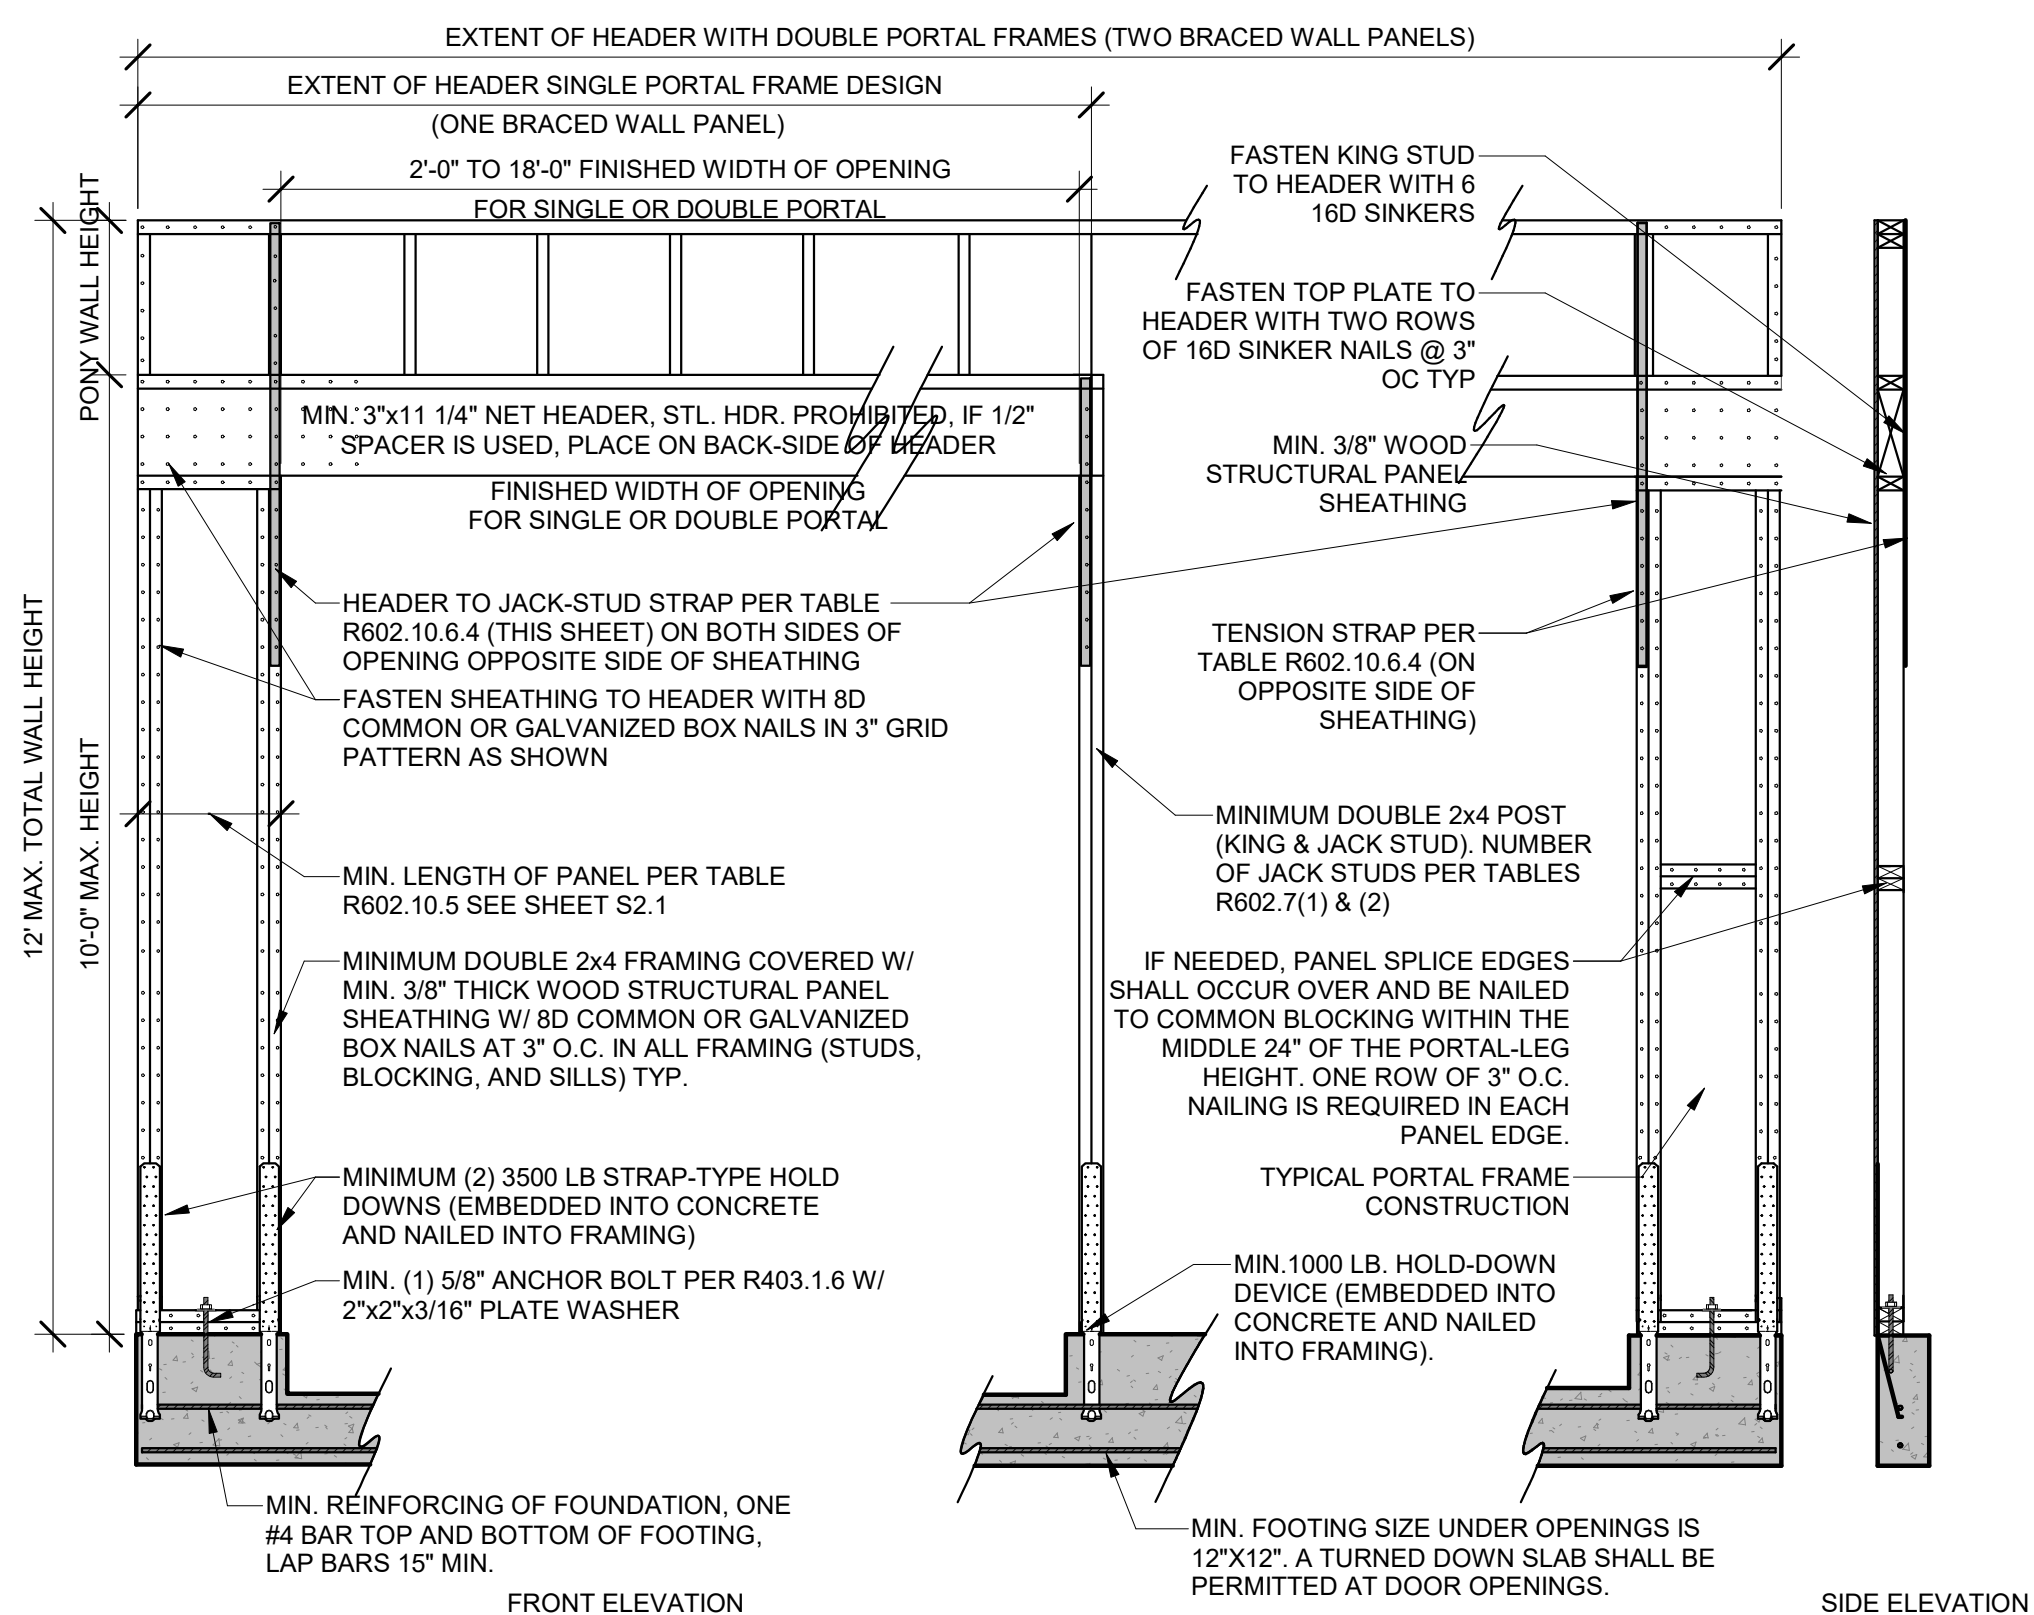 EXTENT OF HEADER WITH DOUBLE PORTAL FRAMES (TWO BRACED WALL PANELS)
EXTENT OF HEADER SINGLE PORTAL FRAME DESIGN
(ONE BRACED WALL PANEL)
2'-0" TO 18'-0" FINISHED WIDTH OF OPENING
FOR SINGLE OR DOUBLE PORTAL
FASTEN KING STUD
TO HEADER WITH 6
16D SINKERS
PONY WALL HEIGHT
FASTEN TOP PLATE TO
HEADER WITH TWO ROWS
OF 16D SINKER NAILS @ 3"
OC TYP
MIN. 3"x11 1/4" NET HEADER, STL. HDR. PROHIBITED, IF 1/2"
SPACER IS USED, PLACE ON BACK-SIDE OF HEADER
MIN. 3/8" WOOD
STRUCTURAL PANEL
SHEATHING
FINISHED WIDTH OF OPENING
FOR SINGLE OR DOUBLE PORTAL
HEADER TO JACK-STUD STRAP PER TABLE
R602.10.6.4 (THIS SHEET) ON BOTH SIDES OF
OPENING OPPOSITE SIDE OF SHEATHING
TENSION STRAP PER
TABLE R602.10.6.4 (ON
OPPOSITE SIDE OF
SHEATHING)
FASTEN SHEATHING TO HEADER WITH 8D
COMMON OR GALVANIZED BOX NAILS IN 3" GRID
PATTERN AS SHOWN
12' MAX. TOTAL WALL HEIGHT
10'-0" MAX. HEIGHT
MINIMUM DOUBLE 2x4 POST
(KING & JACK STUD). NUMBER
OF JACK STUDS PER TABLES
R602.7(1) & (2)
MIN. LENGTH OF PANEL PER TABLE
R602.10.5 SEE SHEET S2.1
MINIMUM DOUBLE 2x4 FRAMING COVERED W/
MIN. 3/8" THICK WOOD STRUCTURAL PANEL
SHEATHING W/ 8D COMMON OR GALVANIZED
BOX NAILS AT 3" O.C. IN ALL FRAMING (STUDS,
BLOCKING, AND SILLS) TYP.
IF NEEDED, PANEL SPLICE EDGES
SHALL OCCUR OVER AND BE NAILED
TO COMMON BLOCKING WITHIN THE
MIDDLE 24" OF THE PORTAL-LEG
HEIGHT. ONE ROW OF 3" O.C.
NAILING IS REQUIRED IN EACH
PANEL EDGE.
MINIMUM (2) 3500 LB STRAP-TYPE HOLD
DOWNS (EMBEDDED INTO CONCRETE
AND NAILED INTO FRAMING)
TYPICAL PORTAL FRAME
CONSTRUCTION
MIN. (1) 5/8" ANCHOR BOLT PER R403.1.6 W/
2"x2"x3/16" PLATE WASHER
MIN.1000 LB. HOLD-DOWN
DEVICE (EMBEDDED INTO
CONCRETE AND NAILED
INTO FRAMING).
MIN. REINFORCING OF FOUNDATION, ONE
#4 BAR TOP AND BOTTOM OF FOOTING,
LAP BARS 15" MIN.
MIN. FOOTING SIZE UNDER OPENINGS IS
12"X12". A TURNED DOWN SLAB SHALL BE
PERMITTED AT DOOR OPENINGS.
FRONT ELEVATION
SIDE ELEVATION